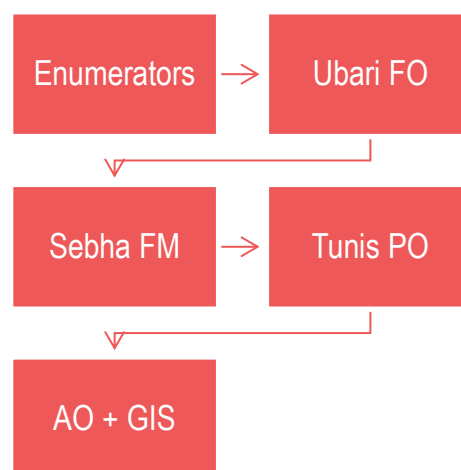 Enumerators
Ubari FO
Sebha FM
Tunis PO
AO + GIS